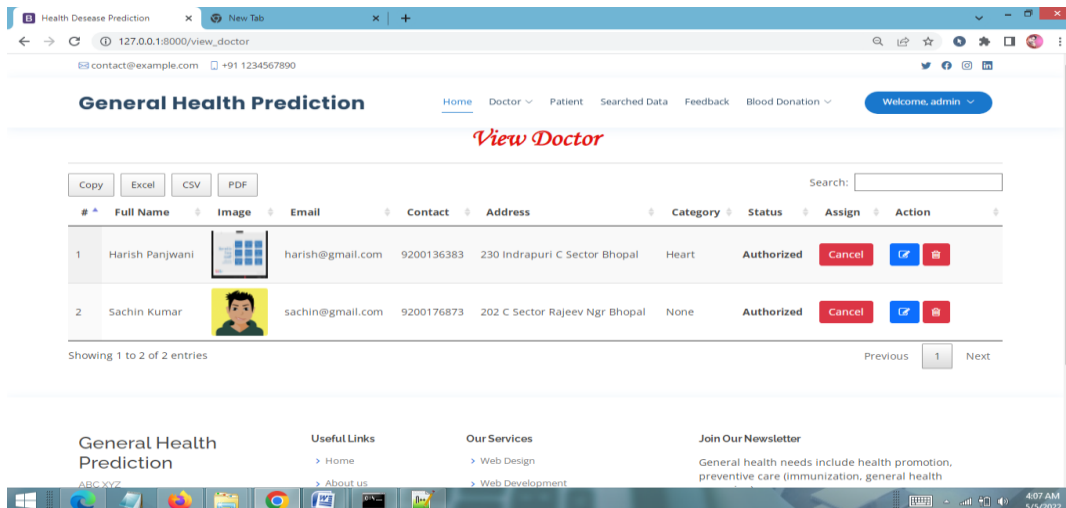 Health Desease Prediction
New Tab
127.0.0.1:8000/view_doctor
contact@example.com +91 1234567890
General Health Prediction
Home Doctor Patient Searched Data Feedback Blood Donation Welcome, admin
View Doctor
Copy Excel CSV PDF Search:
# Full Name Image Email Contact Address Category Status Assign Action
1 Harish Panjwani harish@gmail.com 9200136383 230 Indrapuri C Sector Bhopal Heart Authorized Cancel
2 Sachin Kumar sachin@gmail.com 9200176873 202 C Sector Rajeev Ngr Bhopal None Authorized Cancel
Showing 1 to 2 of 2 entries Previous 1 Next
General Health
Prediction
ABC XYZ
Useful Links
Home
About us
Our Services
Web Design
Web Development
Join Our Newsletter
General health needs include health promotion,
preventive care (immunization, general health
4:07 AM
5/5/2022